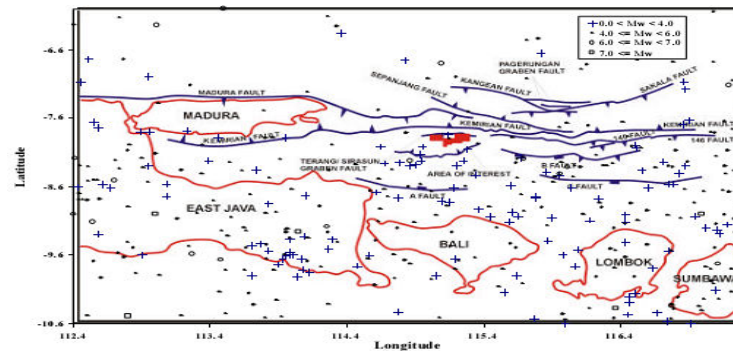 0.0 < Mw < 4.0
4.0 <= Mw < 6.0
6.0 <= Mw < 7.0
7.0 <= Mw
PAGERUNGAN
GRABEN FAULT
KANGEAN FAULT
SEPANJANG FAULT
SAKALA FAULT
MADURA FAULT
MADURA
KEMIRIAN FAULT
KEMIRIAN FAULT
KEMIRIAN FAULT
140 FAULT
146 FAULT
TERANGI SIRASUN
GRABEN FAULT
AREA OF INTEREST
B FAULT
A FAULT
C FAULT
EAST JAVA
BALI
LOMBOK
SUMBAWA
Latitude
-6.6
-7.6
-8.6
-9.6
-10.6
112.4
113.4
114.4
115.4
116.4
Longitude